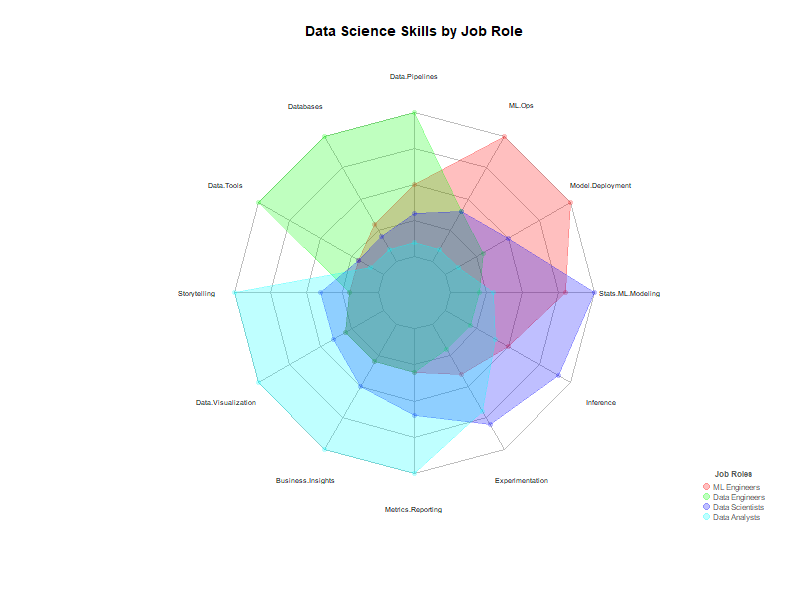 Data Science Skills by Job Role
Data.Pipelines
ML.Ops
Databases
Model.Deployment
Data.Tools
Storytelling
Stats.ML.Modeling
Data.Visualization
Inference
Business.Insights
Experimentation
Metrics.Reporting
Job Roles
ML Engineers
Data Engineers
Data Scientists
Data Analysts